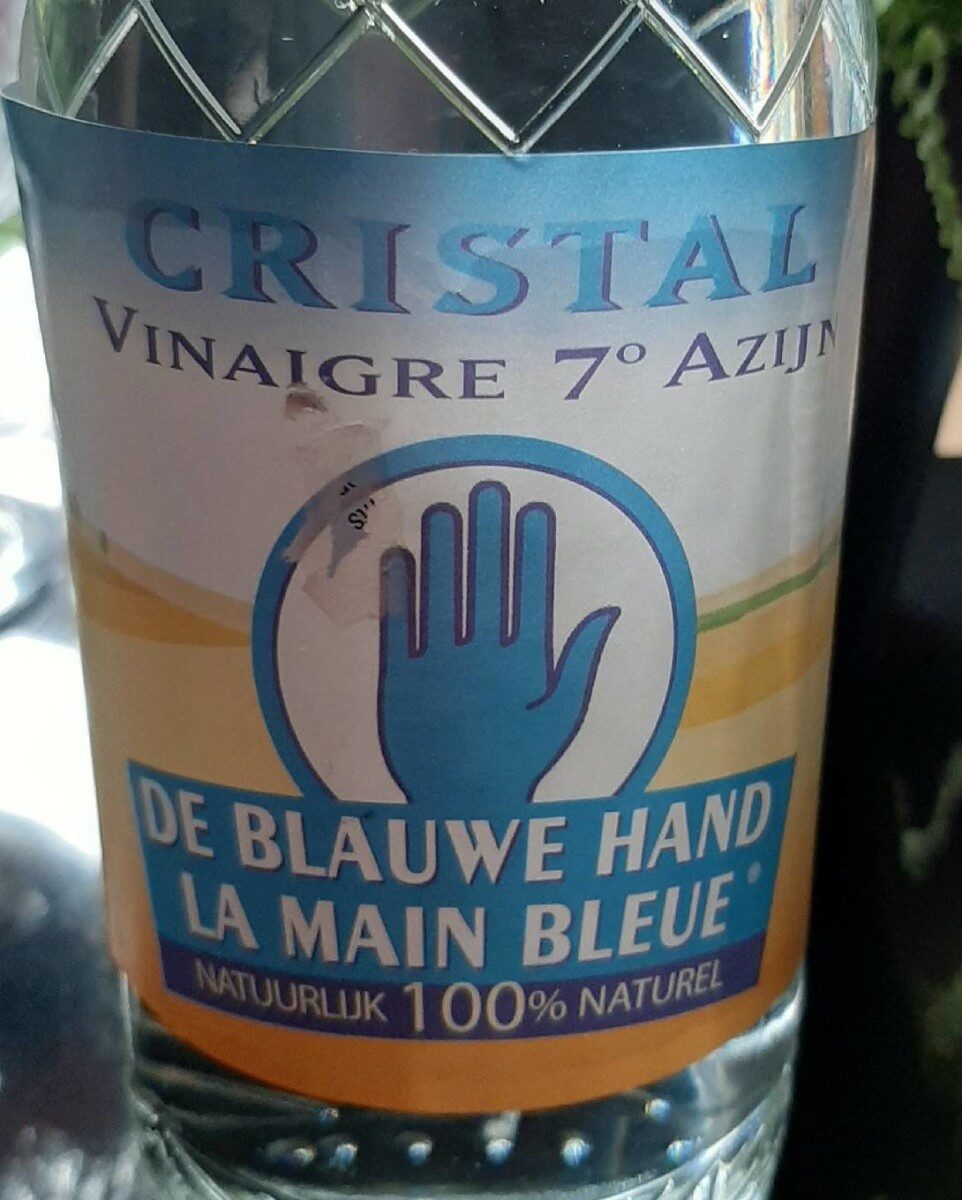 CRISTAL
VINAIGRE 7° AZIJN
DE BLAUWE HAND
LA MAIN BLEUE
NATUURLIJK 100% NATUREL